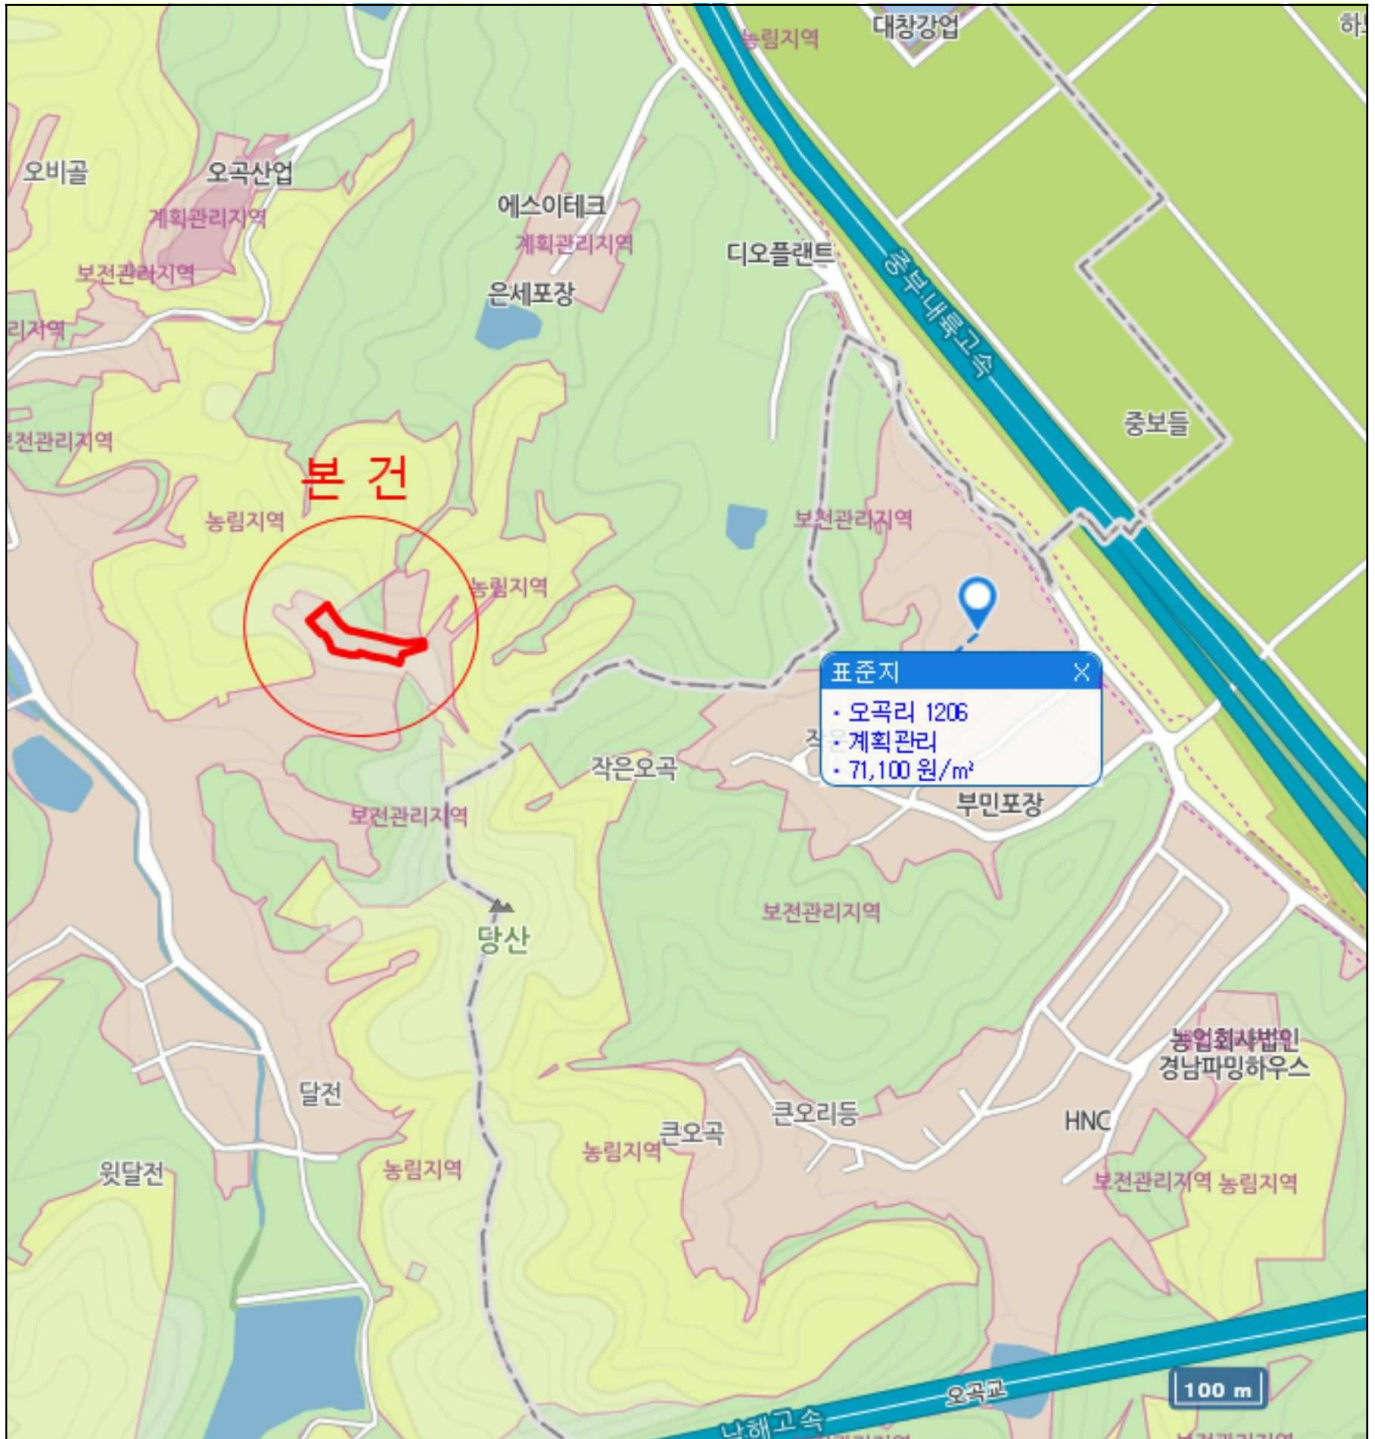 대창강업
농림지역
오비골
오곡산업
에스이테크
계획관리지역
계획관리지역
디오플랜트
보전관리지역
은세포장
중부내륙고속
리지역
중보들
보전관리지역
본 건
농림지역
보전관리지역
농림지역
표준지 X
· 오곡리 1206
· 계획관리
· 71,100 원/㎡
작은오곡
부민포장
보전관리지역
보전관리지역
당산
농업회사법인
경남파밍하우스
달전
큰오리등
HNC
큰오곡
농림지역
농림지역
윗달전
보전관리지역
농림지역
오곡교
100 m
남해고속